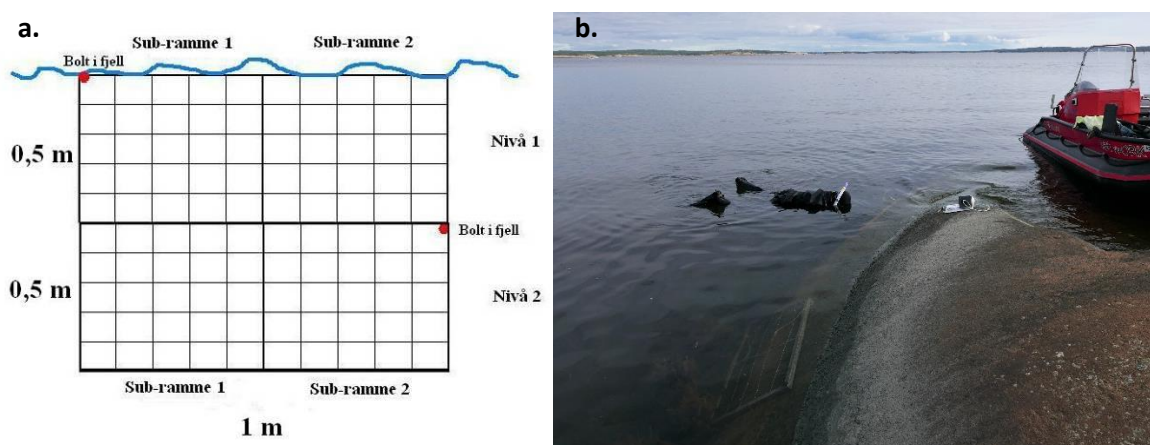 a.
Sub-ramme 1
Sub-ramme 2
Bolt i fjell
0,5 m
Nivå 1
Bolt i fjell
0,5 m
Nivå 2
Sub-ramme 1
Sub-ramme 2
1 m
b.